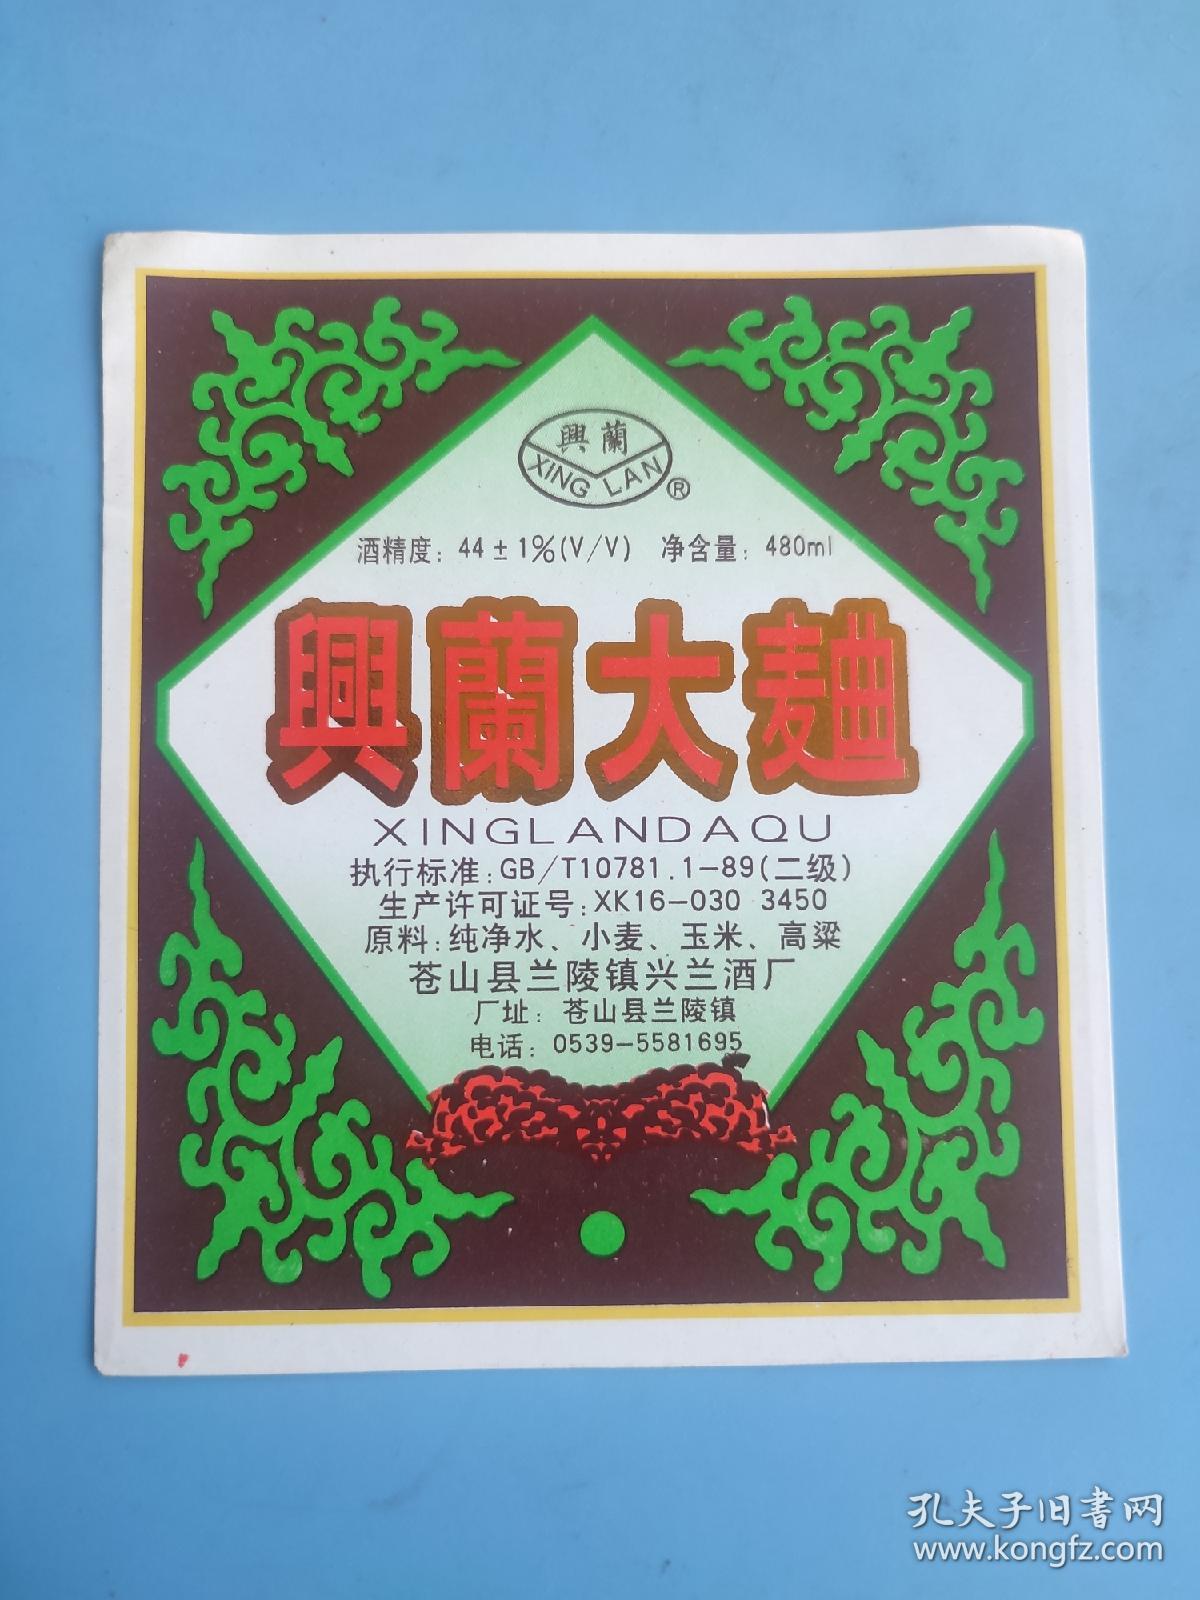 興蘭
XING LAN ®
酒精度：44±1%(V/V) 净含量：480ml
興蘭大麯
XINGLANDAQU
执行标准：GB/T10781.1-89(二级)
生产许可证号：XK16-030 3450
原料：纯净水、小麦、玉米、高粱
苍山县兰陵镇兴兰酒厂
厂址：苍山县兰陵镇
电话：0539-5581695
孔夫子旧书网
www.kongfz.com